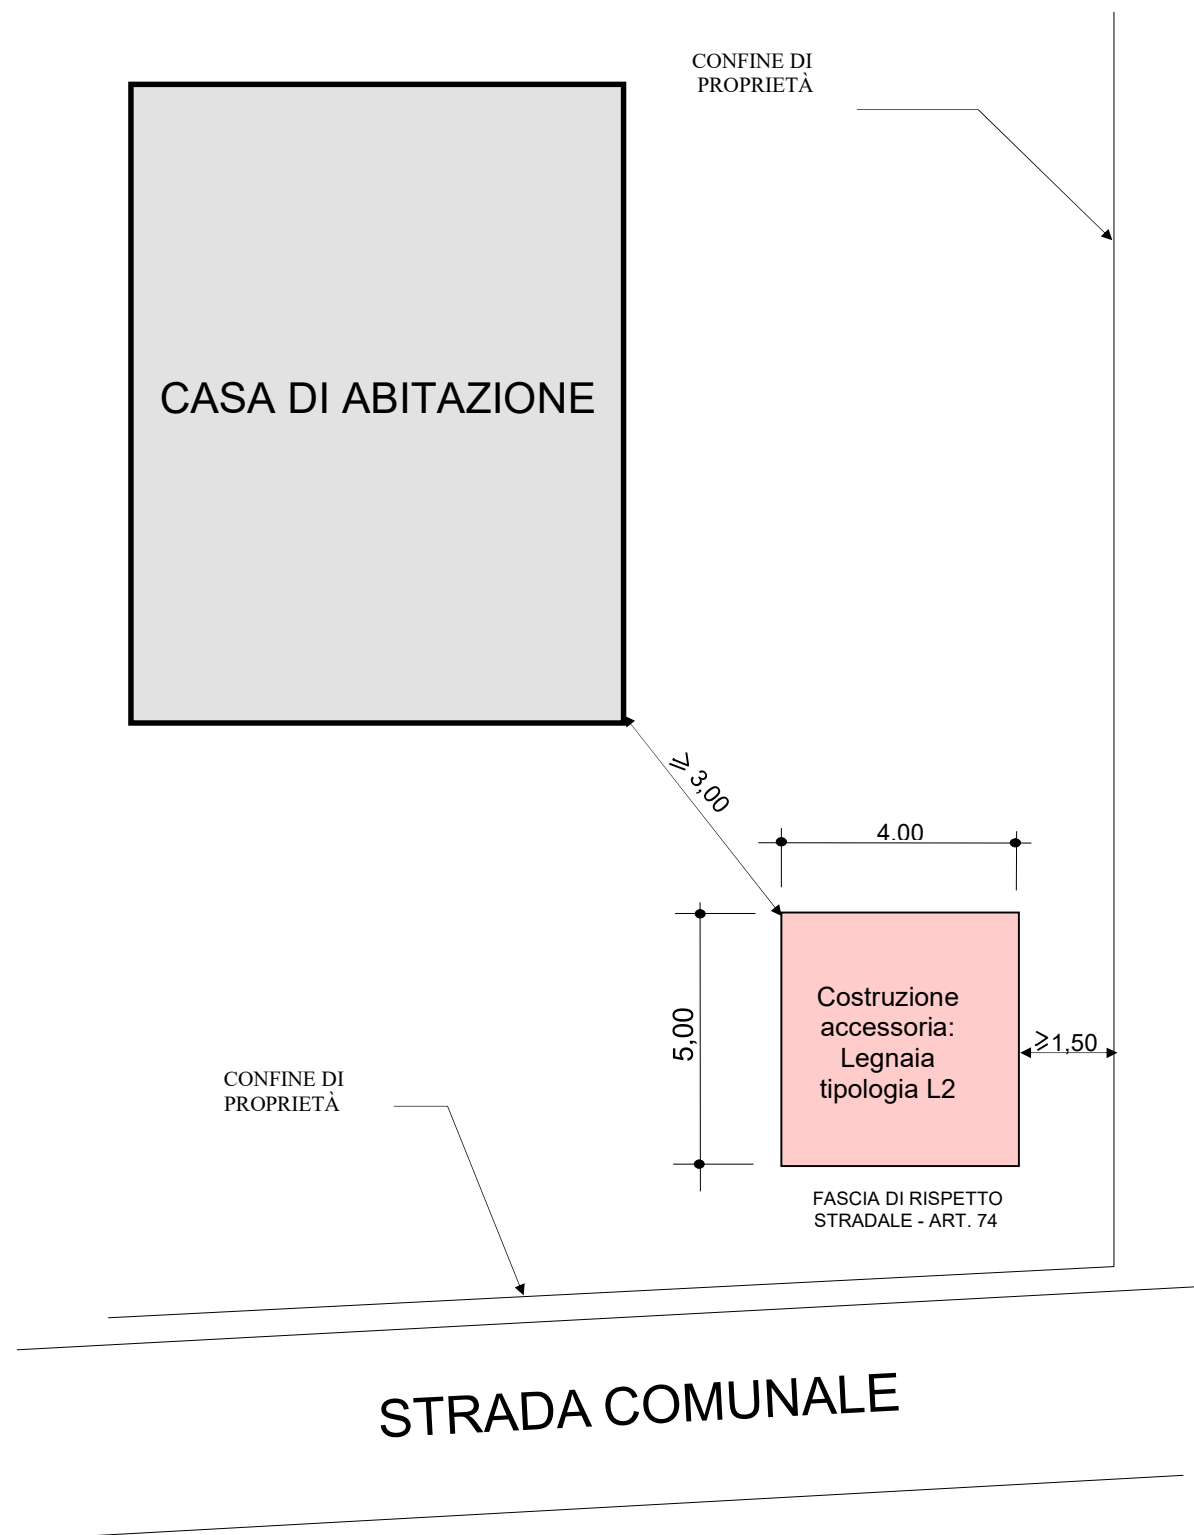 CONFINE DI
PROPRIETÀ
CASA DI ABITAZIONE
⩾ 3,00
4.00
5,00
Costruzione
accessoria:
Legnaia
tipologia L2
⩾1,50
CONFINE DI
PROPRIETÀ
FASCIA DI RISPETTO
STRADALE - ART. 74
STRADA COMUNALE